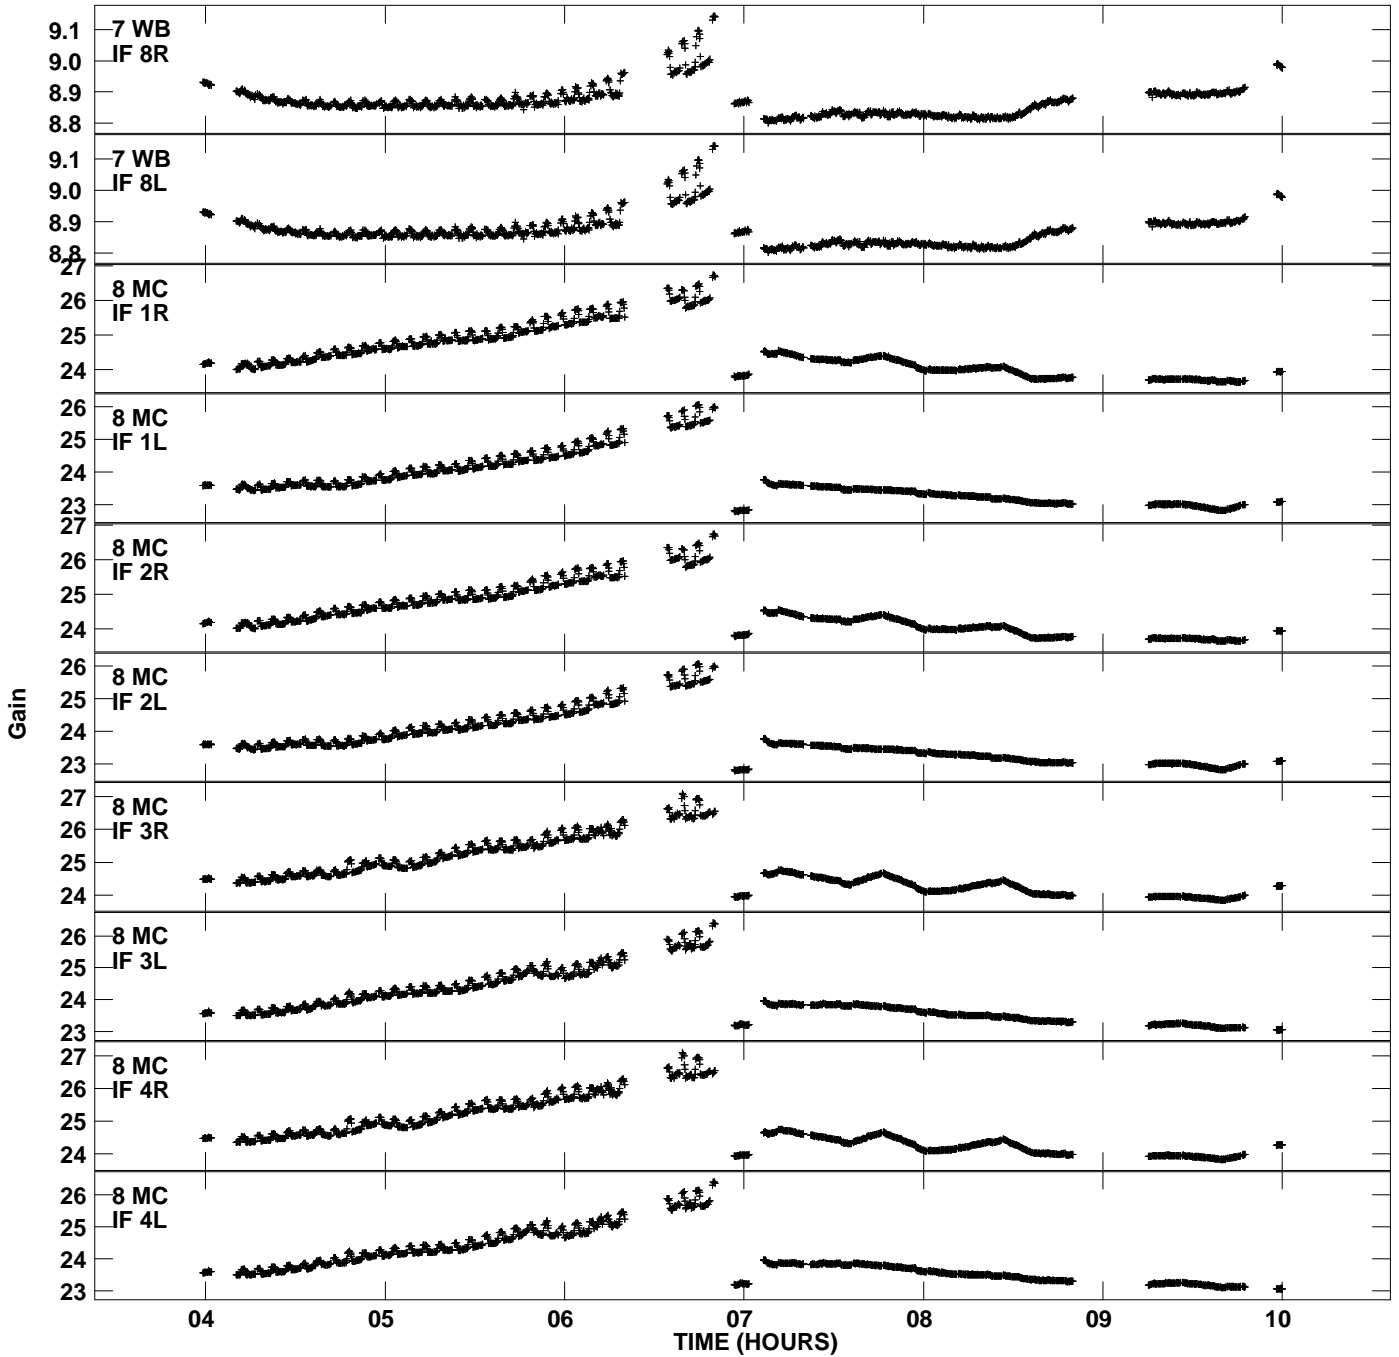 9.1
9.0
8.9
8.8
7 WB
IF 8R
9.1
9.0
8.9
8.8
7 WB
IF 8L
27
26
25
24
8 MC
IF 1R
26
25
24
23
8 MC
IF 1L
27
26
25
24
8 MC
IF 2R
26
25
24
23
8 MC
IF 2L
27
26
25
24
8 MC
IF 3R
26
25
24
23
8 MC
IF 3L
27
26
25
24
8 MC
IF 4R
26
25
24
23
8 MC
IF 4L
Gain
04 05 06 07 08 09 10
TIME (HOURS)